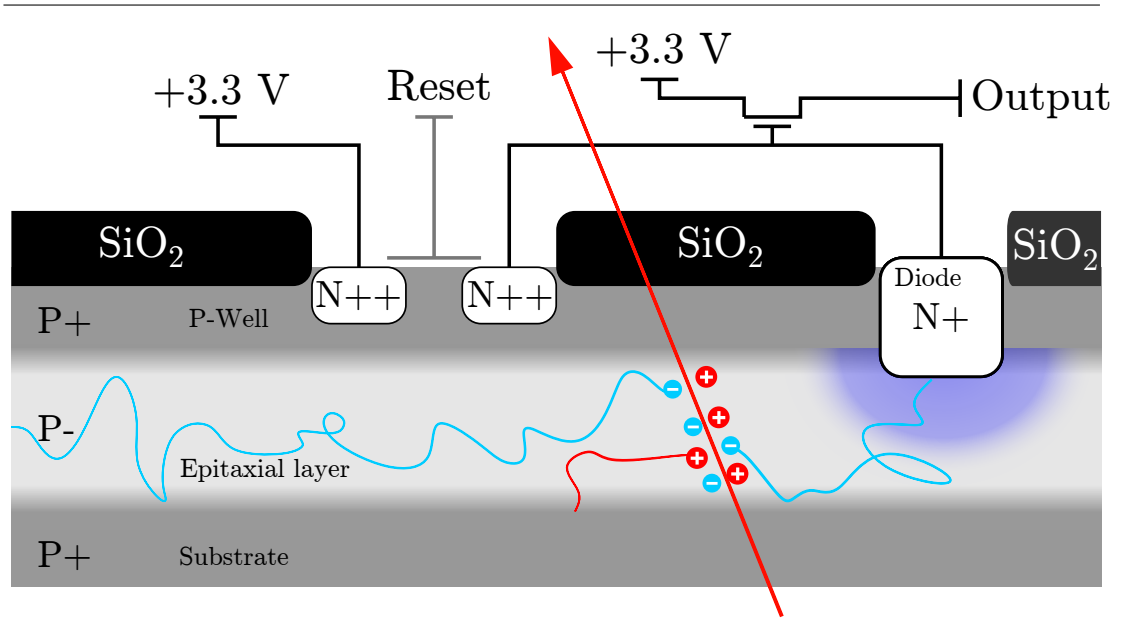 +3.3 V
+3.3 V
Reset
Output
SiO₂
SiO₂
SiO₂
Diode
N++
N++
N+
P+
P-Well
P-
Epitaxial layer
P+
Substrate